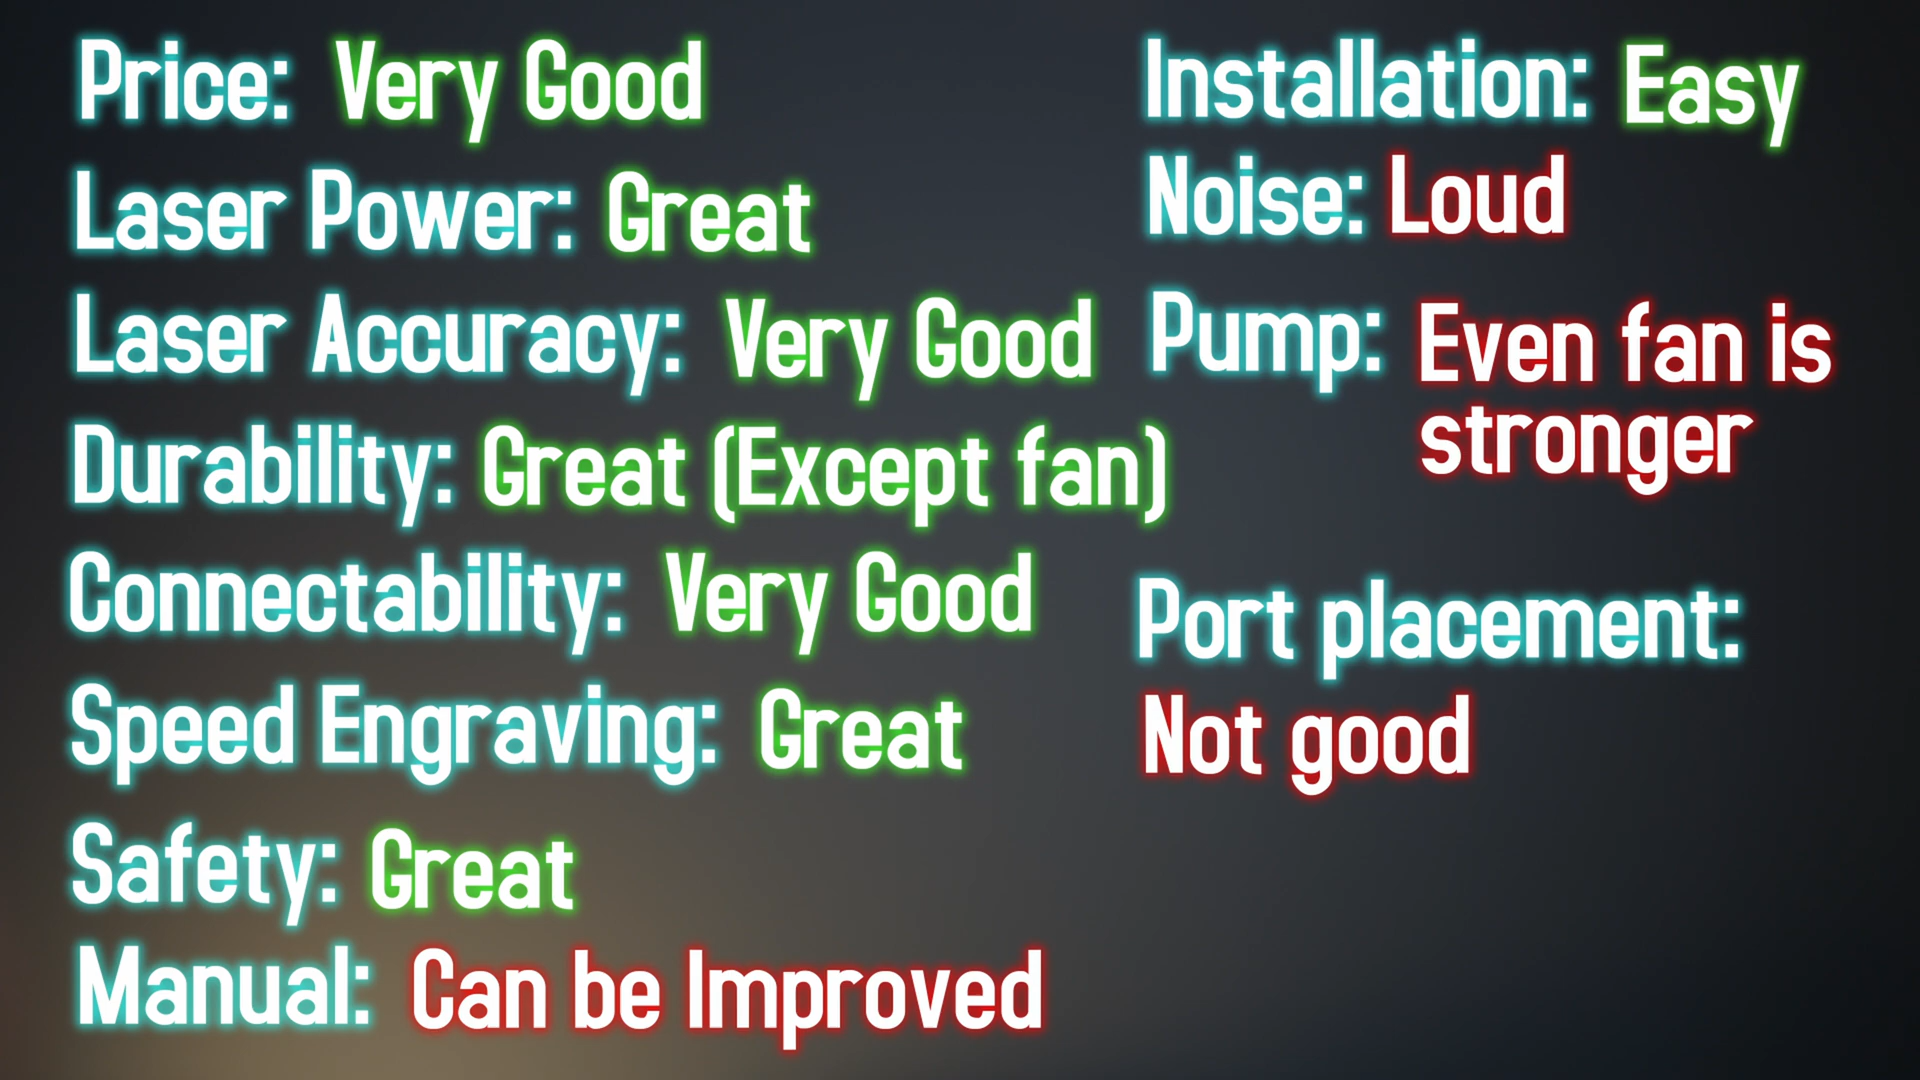 Price: Very Good
Laser Power: Great
Laser Accuracy: Very Good
Durability: Great (Except fan)
Connectability: Very Good
Speed Engraving: Great
Safety: Great
Manual: Can be Improved
Installation: Easy
Noise: Loud
Pump: Even fan is
stronger
Port placement:
Not good